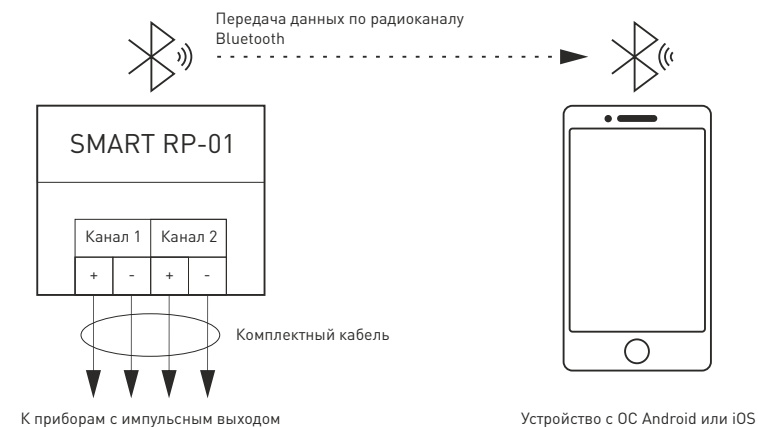 Передача данных по радиоканалу
Bluetooth
SMART RP-01
Канал 1 Канал 2
+ - + -
Комплектный кабель
К приборам с импульсным выходом
Устройство с ОС Android или iOS